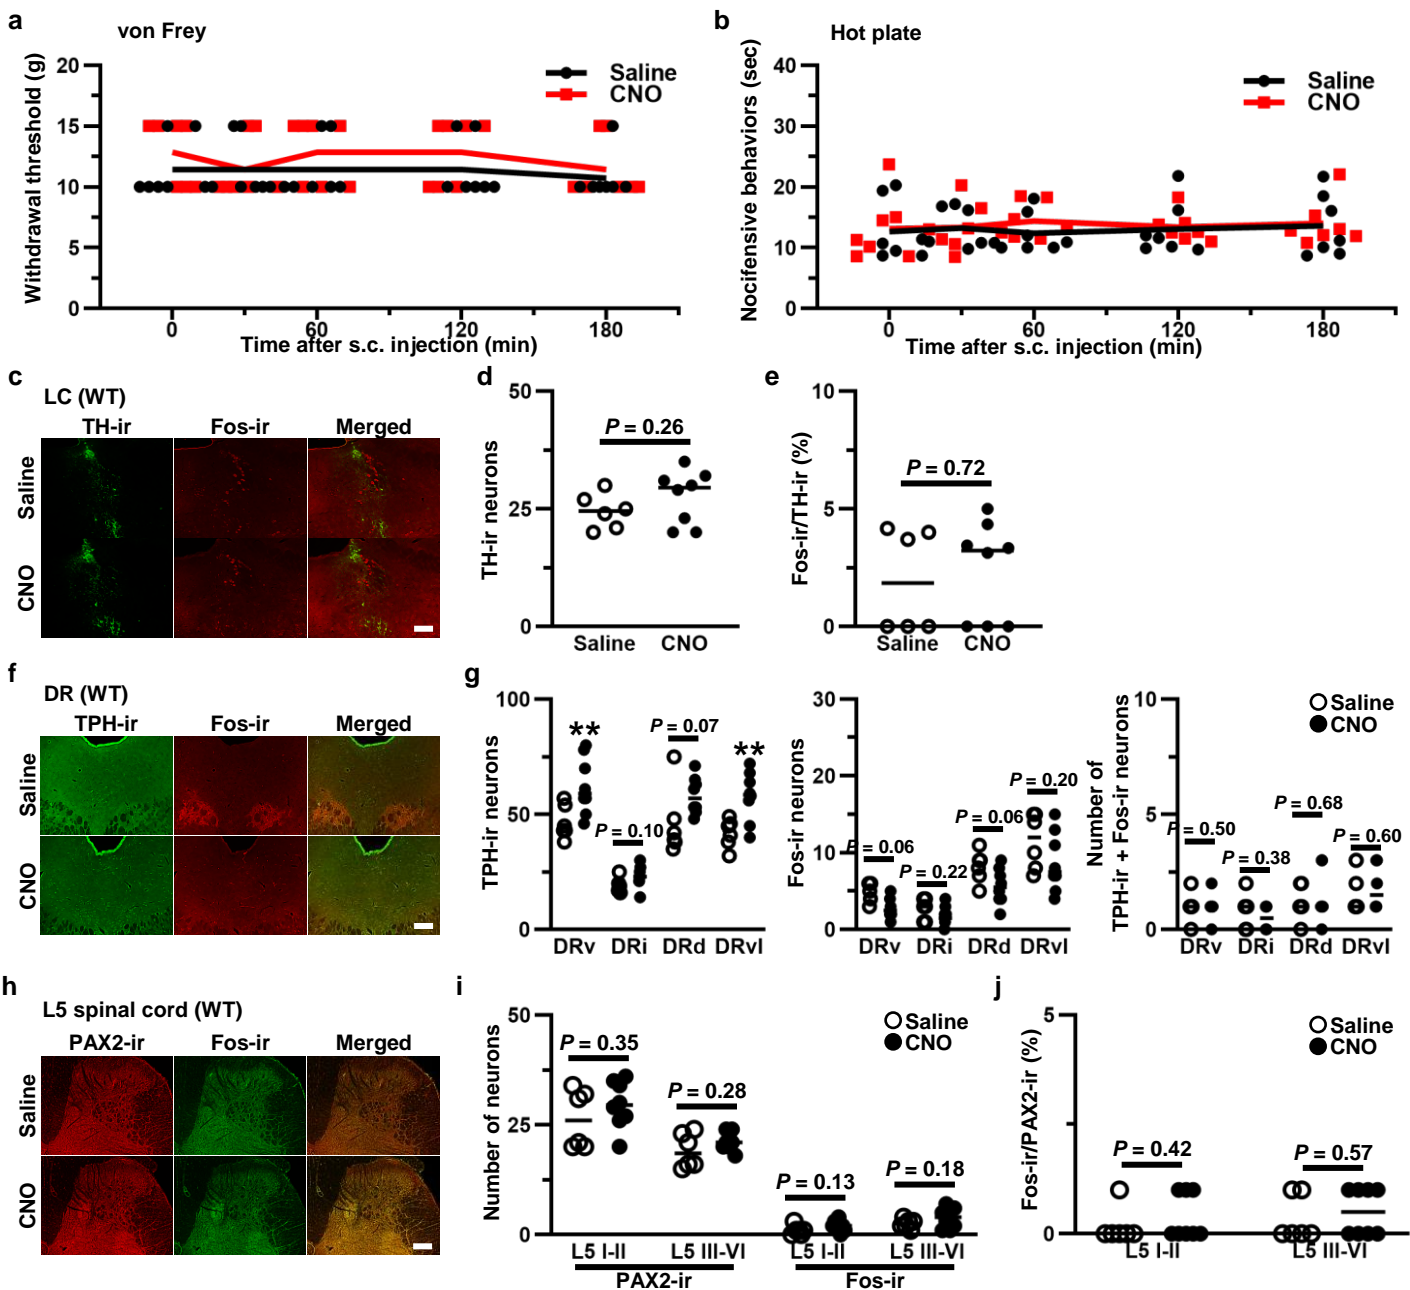 a
von Frey
Withdrawal threshold (g)
20
15
10
5
0
0 60 120 180
Time after s.c. injection (min)
Saline
CNO
b
Hot plate
Nocifensive behaviors (sec)
40
30
20
10
0
0 60 120 180
Time after s.c. injection (min)
Saline
CNO
c
LC (WT)
TH-ir Fos-ir Merged
Saline
CNO
d
TH-ir neurons
50
25
0
P = 0.26
Saline CNO
e
Fos-ir/TH-ir (%)
10
5
0
P = 0.72
Saline CNO
f
DR (WT)
TPH-ir Fos-ir Merged
Saline
CNO
g
TPH-ir neurons
100
50
0
**
P = 0.10
P = 0.07
**
DRv DRi DRd DRvl
Fos-ir neurons
30
20
10
0
P = 0.06
P = 0.22
P = 0.06
P = 0.20
DRv DRi DRd DRvl
Number of
TPH-ir + Fos-ir neurons
10
5
0
Saline
CNO
P = 0.50
P = 0.38
P = 0.68
P = 0.60
DRv DRi DRd DRvl
h
L5 spinal cord (WT)
PAX2-ir Fos-ir Merged
Saline
CNO
i
Number of neurons
50
25
0
Saline
CNO
P = 0.35
P = 0.28
P = 0.13
P = 0.18
L5 I-II L5 III-VI L5 I-II L5 III-VI
PAX2-ir Fos-ir
j
Fos-ir/PAX2-ir (%)
5
0
Saline
CNO
P = 0.42
P = 0.57
L5 I-II L5 III-VI